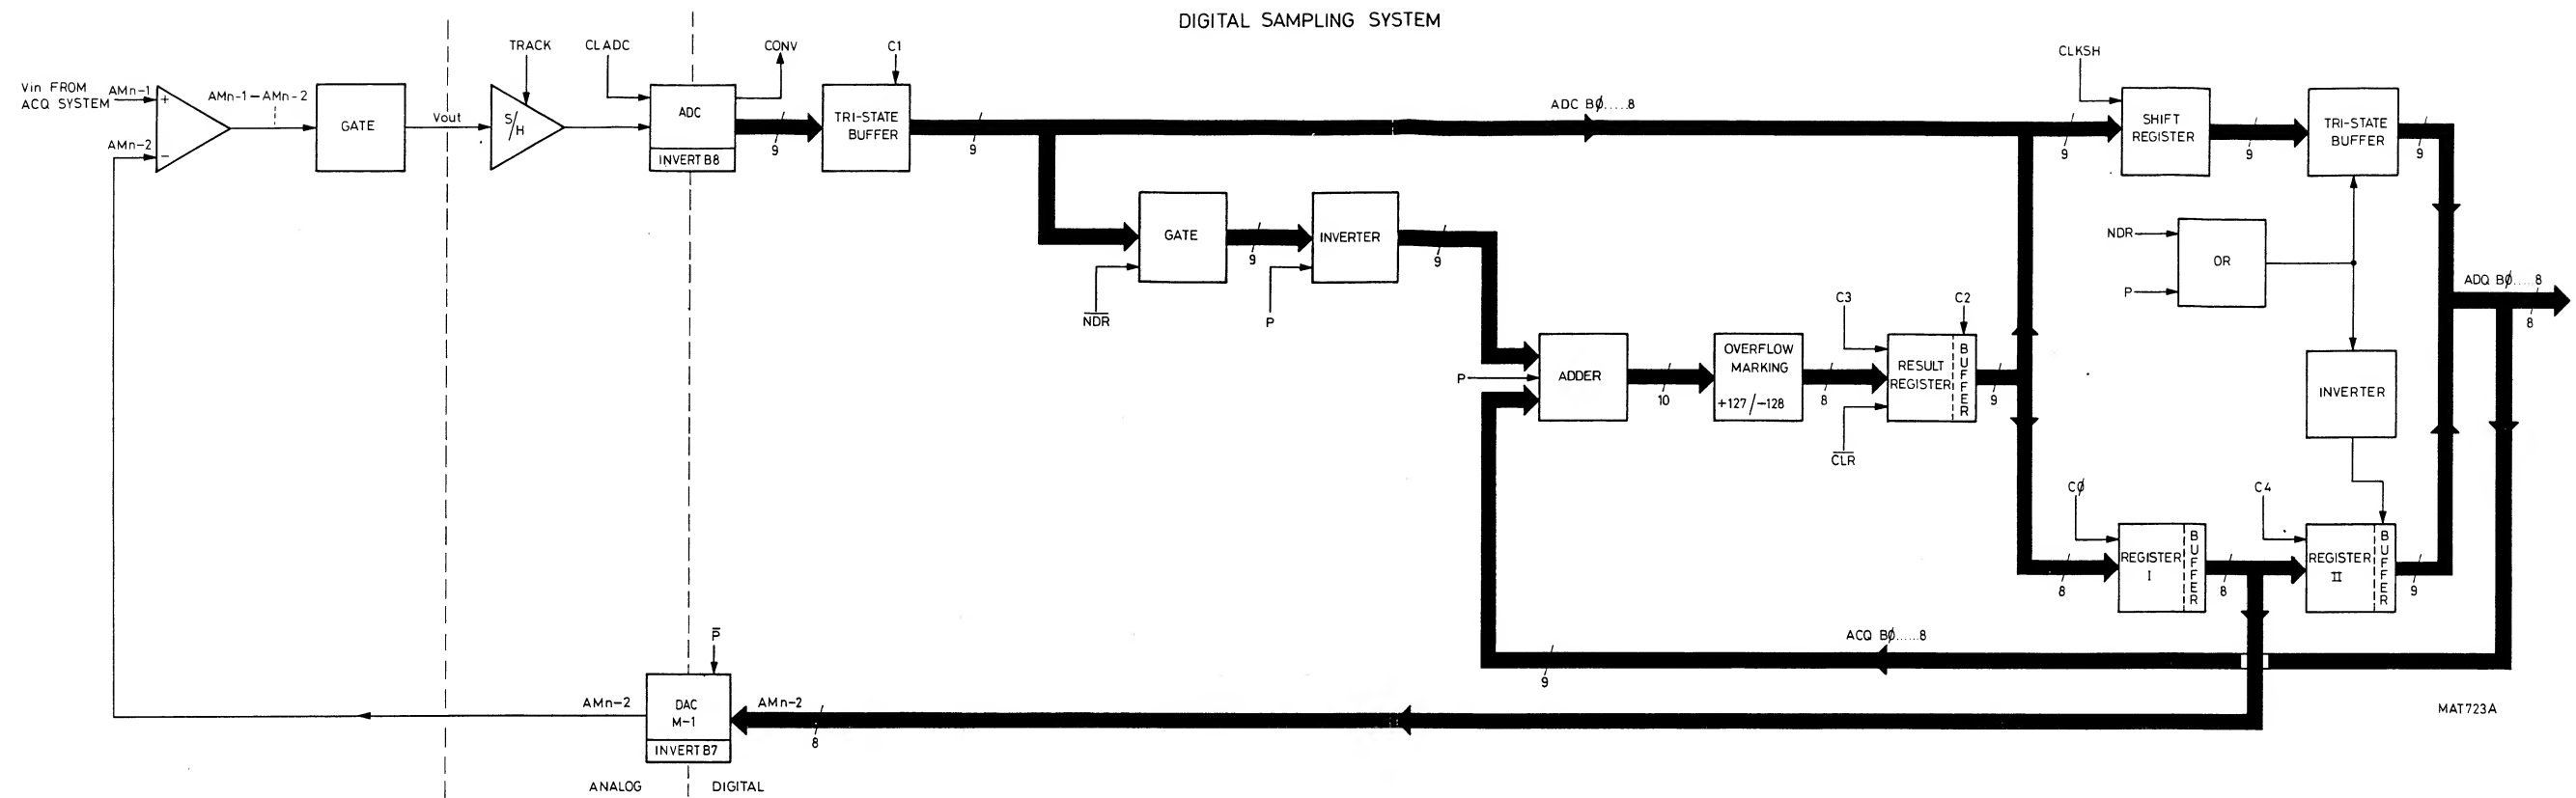 DIGITAL SAMPLING SYSTEM
Vin FROM
ACQ SYSTEM
AMn-1
+
AMn-2
−
AMn-1—AMn-2
GATE
Vout
TRACK
S/H
CLADC
ADC
INVERT B8
CONV
9
C1
TRI-STATE
BUFFER
9
ADC BØ.....8
9
CLKSH
SHIFT
REGISTER
9
TRI-STATE
BUFFER
9
GATE
N̅D̅R̅
9
INVERTER
P
9
NDR
P
OR
ADQ BØ.....8
8
P
ADDER
10
OVERFLOW
MARKING
+127/−128
8
C3
C2
RESULT
REGISTER
BUFFER
C̅L̅R̅
9
INVERTER
CØ
8
REGISTER
I
BUFFER
8
C4
REGISTER
II
BUFFER
9
ACQ BØ......8
9
P̅
AMn-2
DAC
M-1
INVERT B7
AMn-2
8
MAT723A
ANALOG
DIGITAL